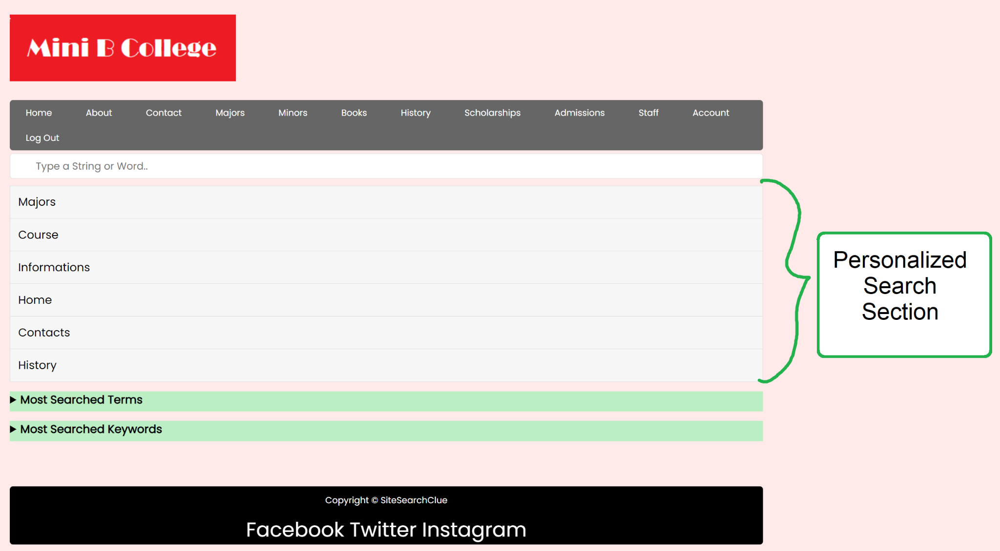 Mini B College
Home About Contact Majors Minors Books History Scholarships Admissions Staff Account
Log Out
Type a String or Word..
Majors
Course
Informations
Home
Contacts
History
Personalized
Search
Section
Most Searched Terms
Most Searched Keywords
Copyright © SiteSearchClue
Facebook Twitter Instagram